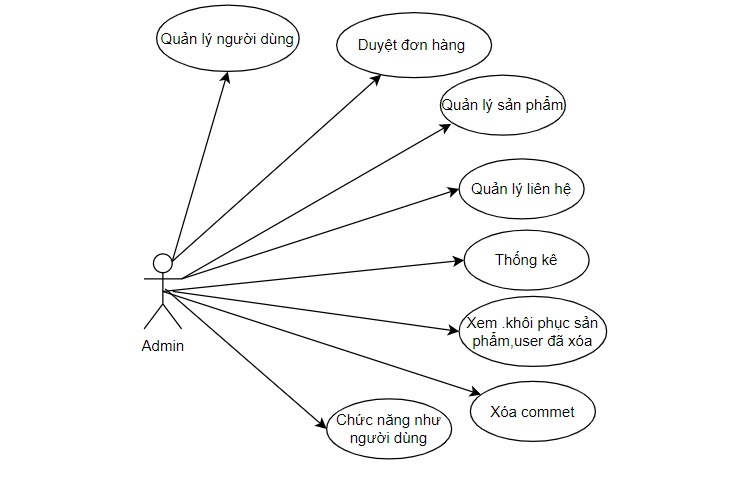 Quản lý người dùng
Duyệt đơn hàng
Quản lý sản phẩm
Quản lý liên hệ
Thống kê
Xem .khôi phục sản
phẩm,user đã xóa
Xóa commet
Chức năng như
người dùng
Admin